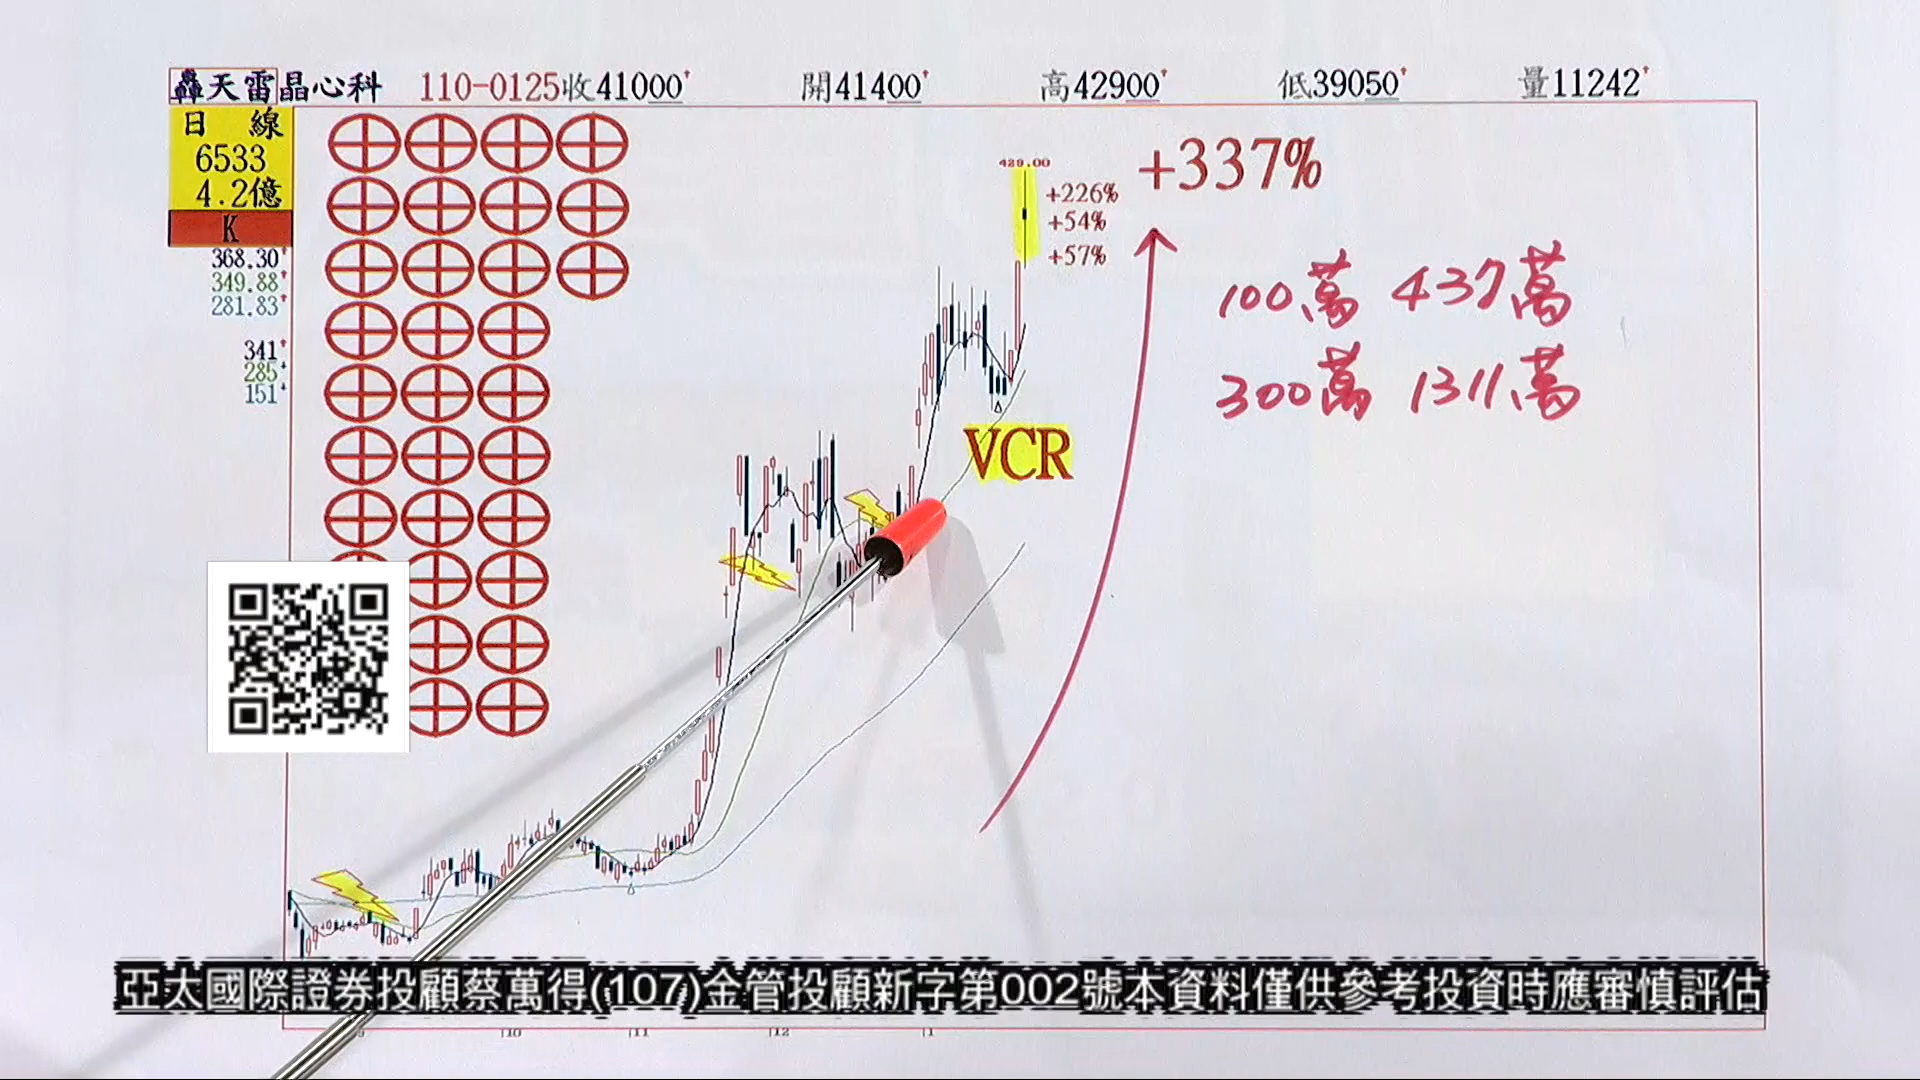 轟天雷晶心科 110-0125收41000 開41400 高42900 低39050 量11242
日 線
6533
4.2億
K
368.30
349.88
281.83
341
285
151
429.00
+337%
+226%
+54%
+57%
100萬 437萬
300萬 1311萬
VCR
亞太國際證券投顧蔡萬得(107)金管投顧新字第002號本資料僅供參考投資時應審慎評估
9 10 11 12 1